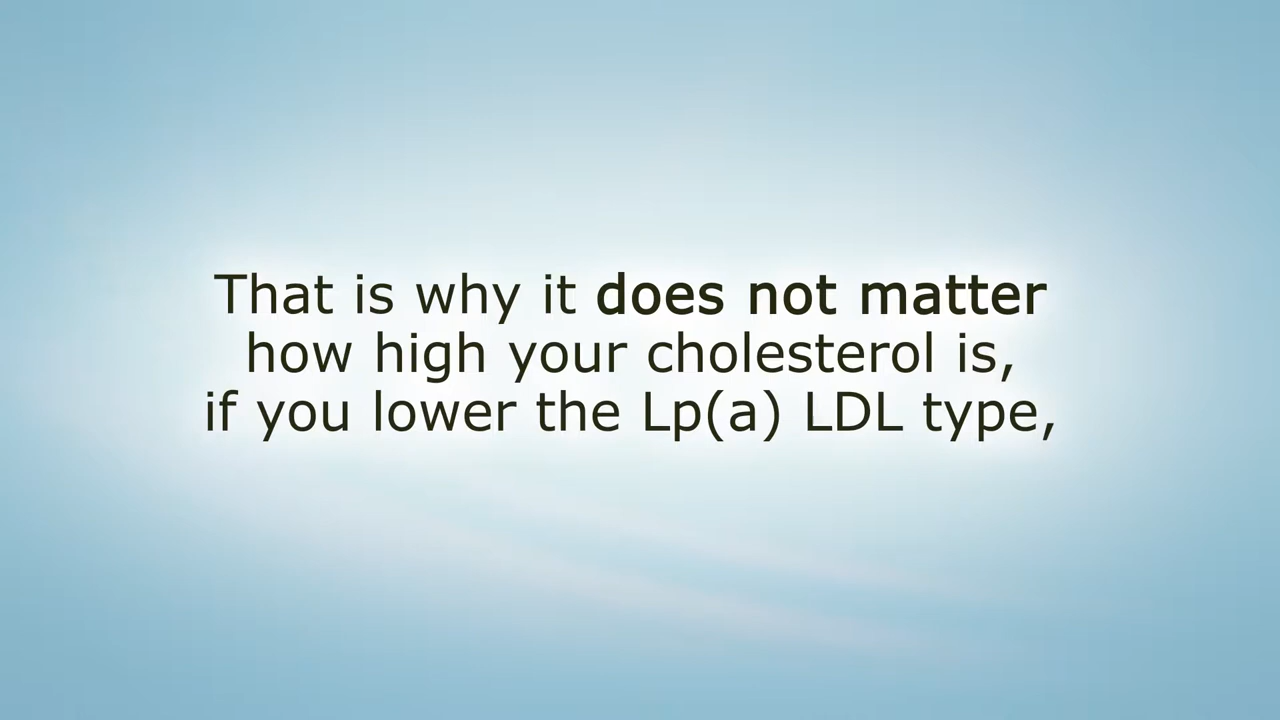 That is why it does not matter
how high your cholesterol is,
if you lower the Lp(a) LDL type,